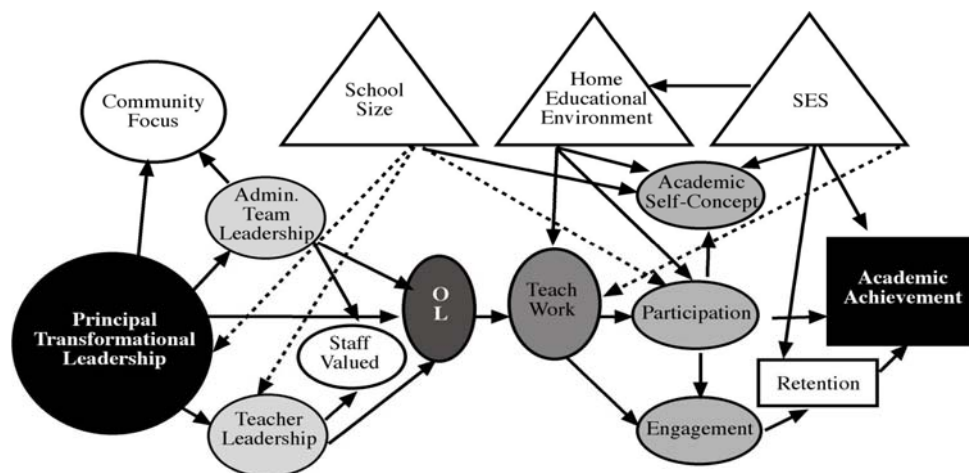 Community
Focus
School
Size
Home
Educational
Environment
SES
Admin.
Team
Leadership
Academic
Self-Concept
Principal
Transformational
Leadership
Staff
Valued
O
L
Teach
Work
Participation
Academic
Achievement
Teacher
Leadership
Engagement
Retention